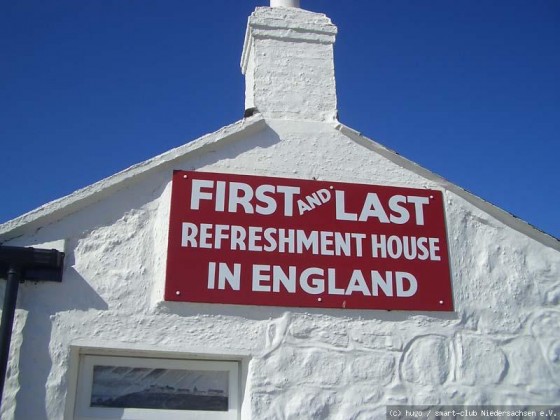 FIRST AND LAST
REFRESHMENT HOUSE
IN ENGLAND
(c) hugo / smart-club Niedersachsen e.V.